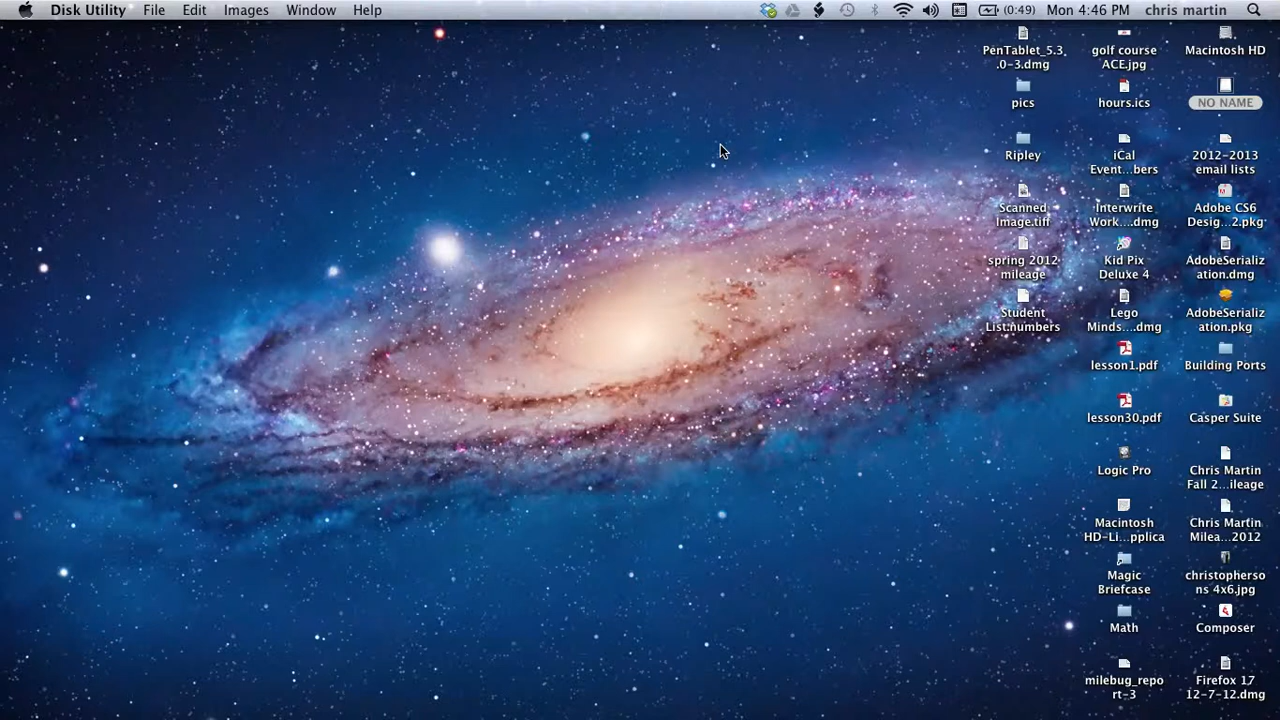 Disk Utility File Edit Images Window Help (0:49) Mon 4:46 PM chris martin
PenTablet_5.3
.0-3.dmg
pics
Ripley
Scanned
Image.tiff
spring 2012
mileage
Student
List.numbers
golf course
ACE.jpg
hours.ics
iCal
Event...bers
Interwrite
Work....dmg
Kid Pix
Deluxe 4
Lego
Minds....dmg
lesson1.pdf
lesson30.pdf
Logic Pro
Macintosh
HD-Li...pplica
Magic
Briefcase
Math
milebug_repo
rt-3
Macintosh HD
NO NAME
2012-2013
email lists
Adobe CS6
Desig...2.pkg
AdobeSerializ
ation.dmg
AdobeSerializ
ation.pkg
Building Ports
Casper Suite
Chris Martin
Fall 2...ileage
Chris Martin
Milea...2012
christopherso
ns 4x6.jpg
Composer
Firefox 17
12-7-12.dmg